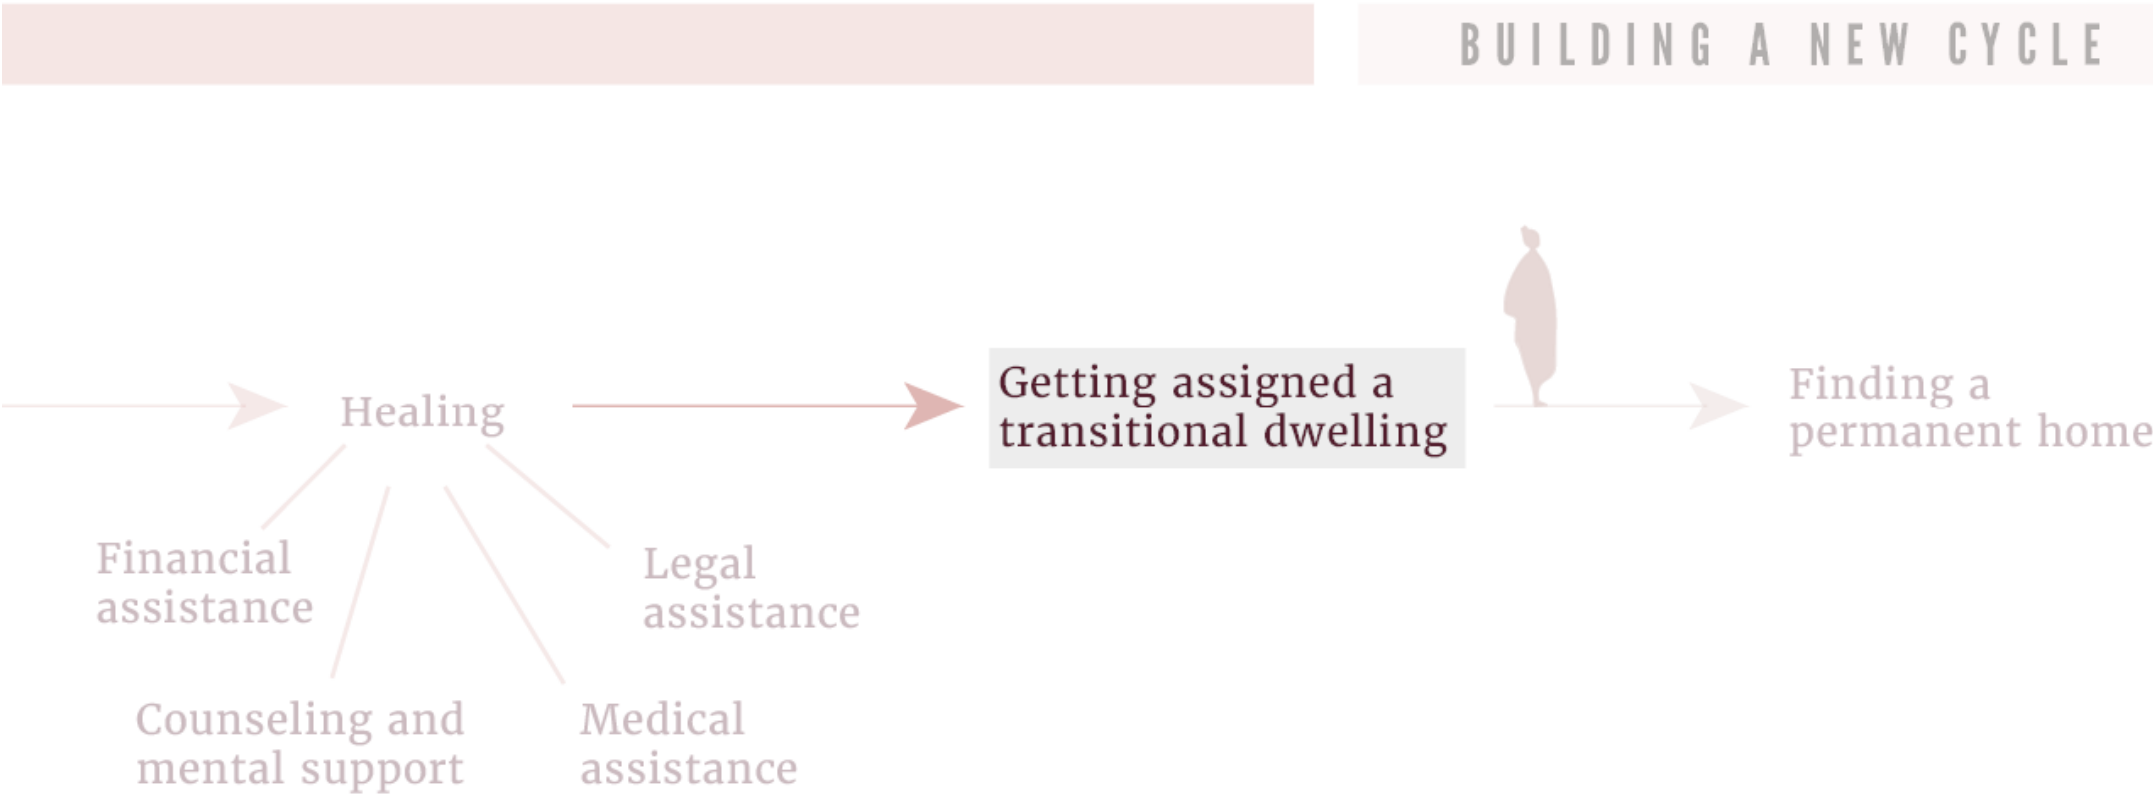 BUILDING A NEW CYCLE
Healing
Getting assigned a
transitional dwelling
Finding a
permanent home
Financial
assistance
Legal
assistance
Counseling and
mental support
Medical
assistance